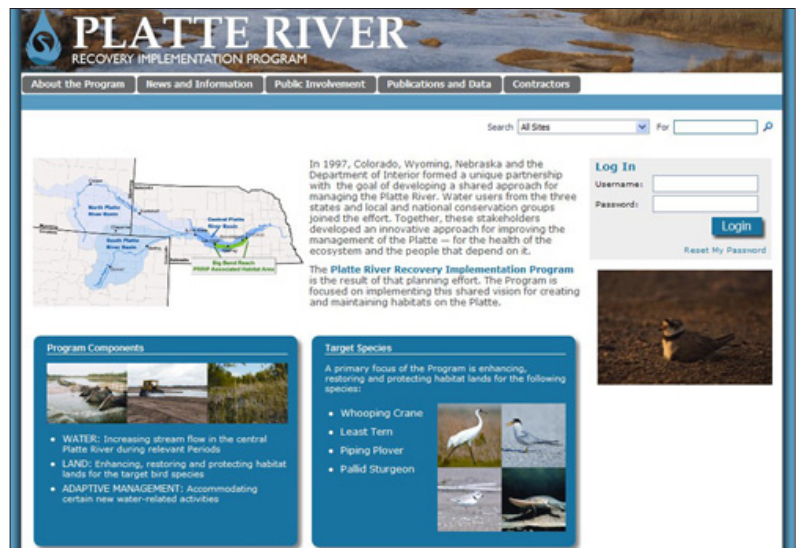 PLATTE RIVER
RECOVERY IMPLEMENTATION PROGRAM
About the Program
News and Information
Public Involvement
Publications and Data
Contractors
Search
All Sites
For
North Platte
River Basin
South Platte
River Basin
Central Platte
River Basin
Big Bend Reach
PRRIP Associated Habitat Area
In 1997, Colorado, Wyoming, Nebraska and the
Department of Interior formed a unique partnership
with the goal of developing a shared approach for
managing the Platte River. Water users from the three
states and local and national conservation groups
joined the effort. Together, these stakeholders
developed an innovative approach for improving the
management of the Platte — for the health of the
ecosystem and the people that depend on it.
The Platte River Recovery Implementation Program
is the result of that planning effort. The Program is
focused on implementing this shared vision for creating
and maintaining habitats on the Platte.
Log In
Username:
Password:
Login
Reset My Password
Program Components
• WATER: Increasing stream flow in the central
Platte River during relevant Periods
• LAND: Enhancing, restoring and protecting habitat
lands for the target bird species
• ADAPTIVE MANAGEMENT: Accommodating
certain new water-related activities
Target Species
A primary focus of the Program is enhancing,
restoring and protecting habitat lands for the following
species:
• Whooping Crane
• Least Tern
• Piping Plover
• Pallid Sturgeon